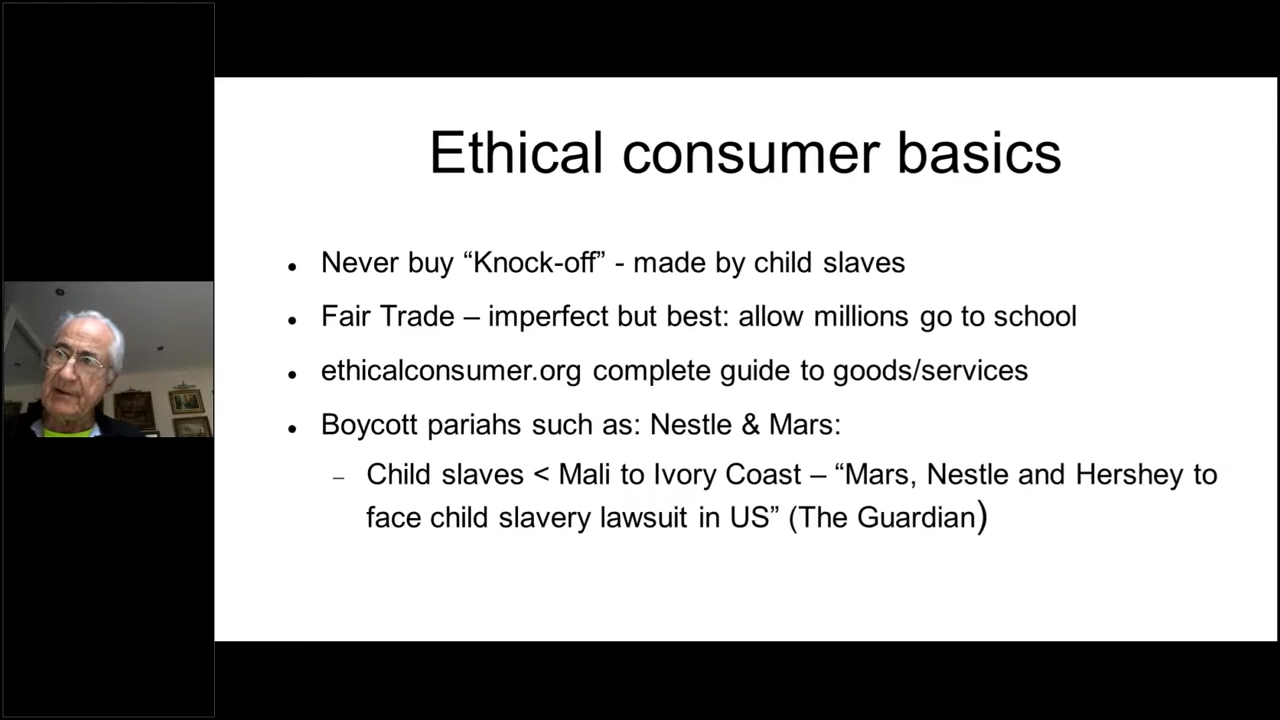 Ethical consumer basics
● Never buy “Knock-off” - made by child slaves
● Fair Trade – imperfect but best: allow millions go to school
● ethicalconsumer.org complete guide to goods/services
● Boycott pariahs such as: Nestle & Mars:
– Child slaves < Mali to Ivory Coast – “Mars, Nestle and Hershey to
face child slavery lawsuit in US” (The Guardian)